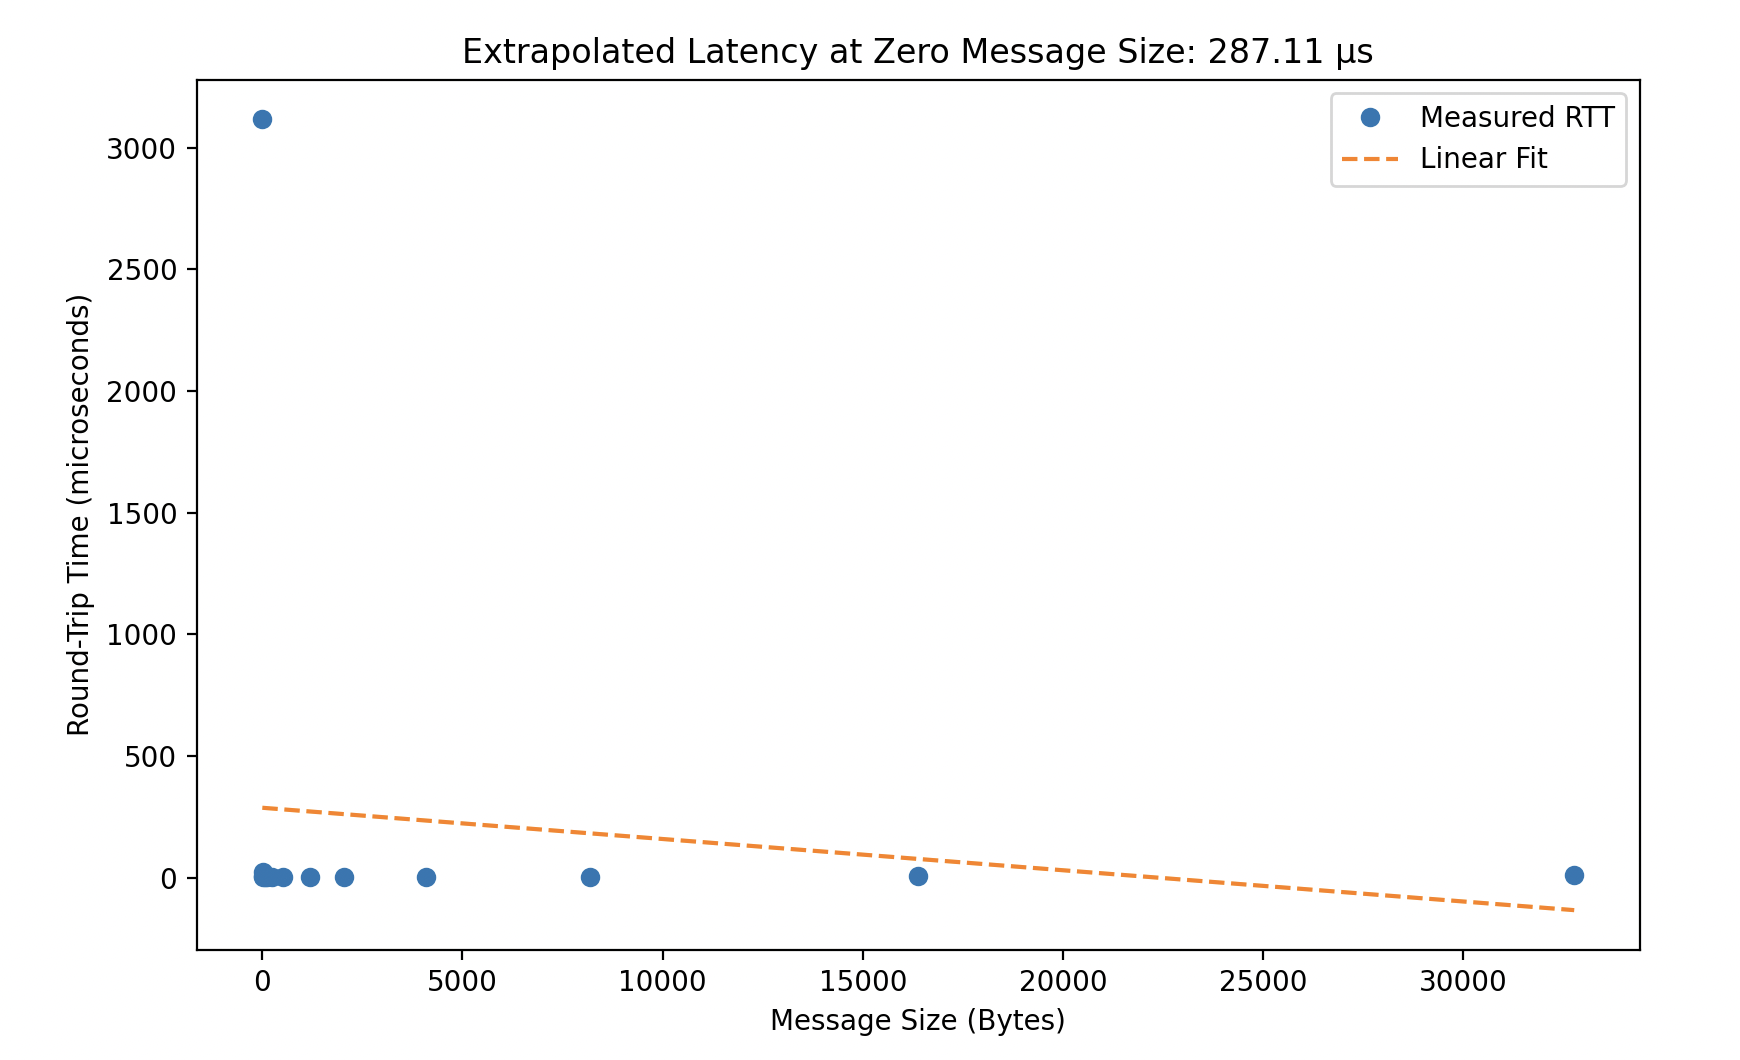 Extrapolated Latency at Zero Message Size: 287.11 µs
Measured RTT
Linear Fit
Round-Trip Time (microseconds)
3000
2500
2000
1500
1000
500
0
0 5000 10000 15000 20000 25000 30000
Message Size (Bytes)